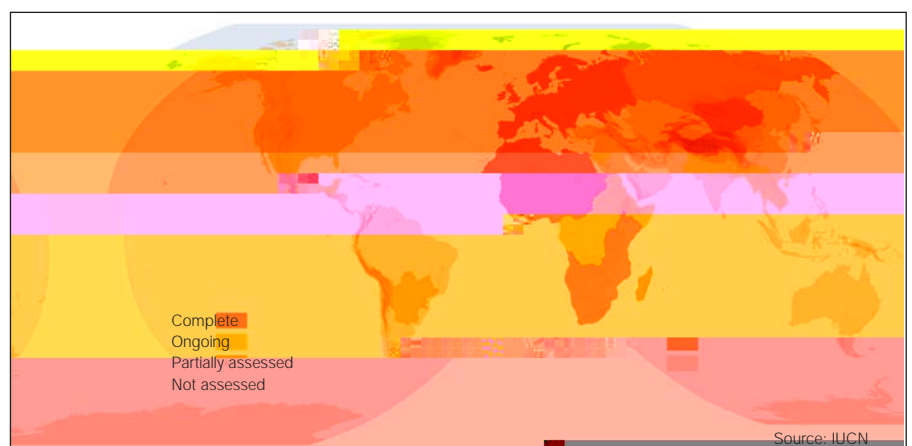 Complete
Ongoing
Partially assessed
Not assessed
Source: IUCN